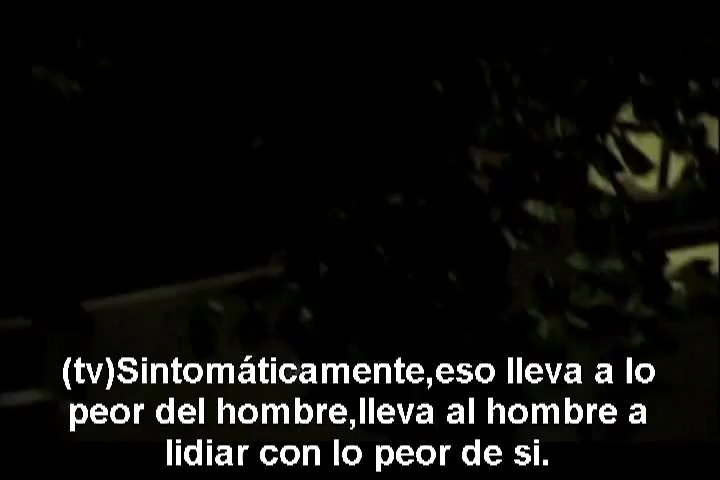 (tv)Sintomáticamente,eso lleva a lo
peor del hombre,lleva al hombre a
lidiar con lo peor de si.